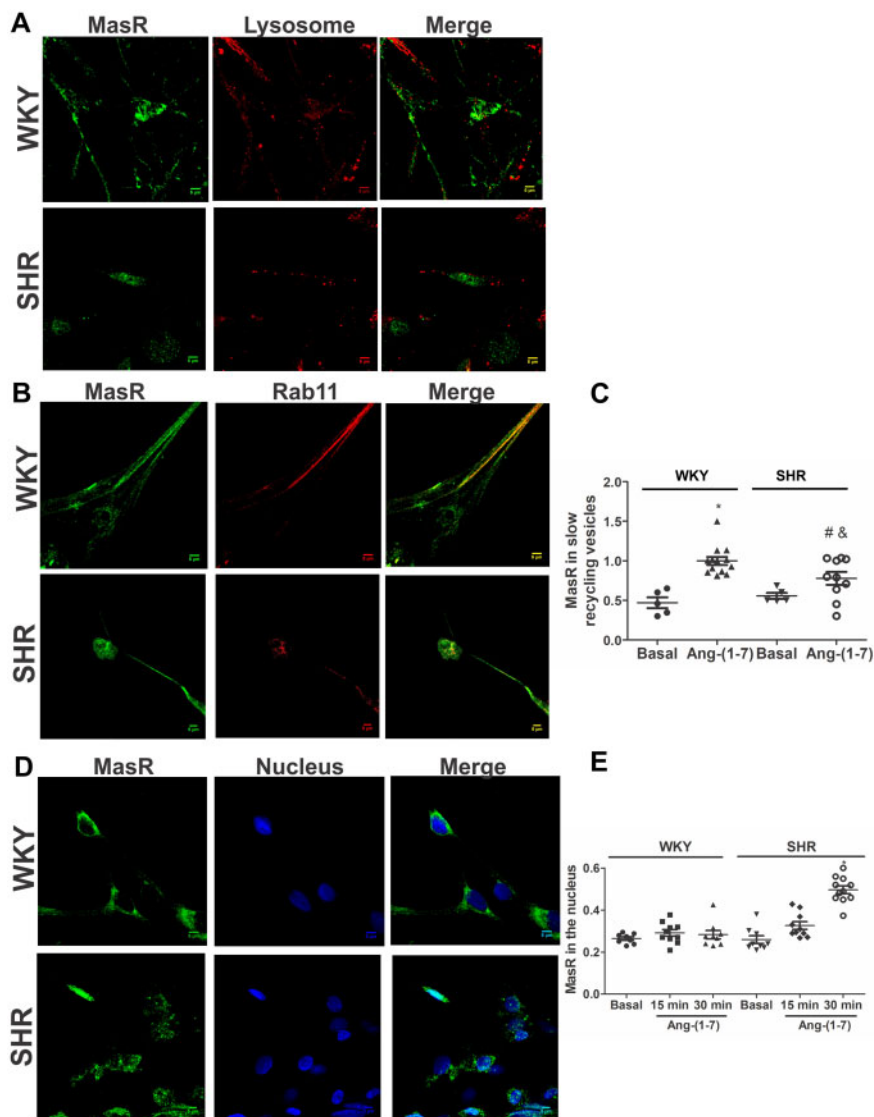 A
MasR Lysosome Merge
WKY
SHR
B
MasR Rab11 Merge
WKY
SHR
C
WKY SHR
MasR in slow
recycling vesicles
2.0
1.5
1.0
0.5
0.0
*
# &
Basal Ang-(1-7) Basal Ang-(1-7)
D
MasR Nucleus Merge
WKY
SHR
E
WKY SHR
MasR in the nucleus
0.6
0.4
0.2
0.0
Basal 15 min 30 min Basal 15 min 30 min
Ang-(1-7) Ang-(1-7)